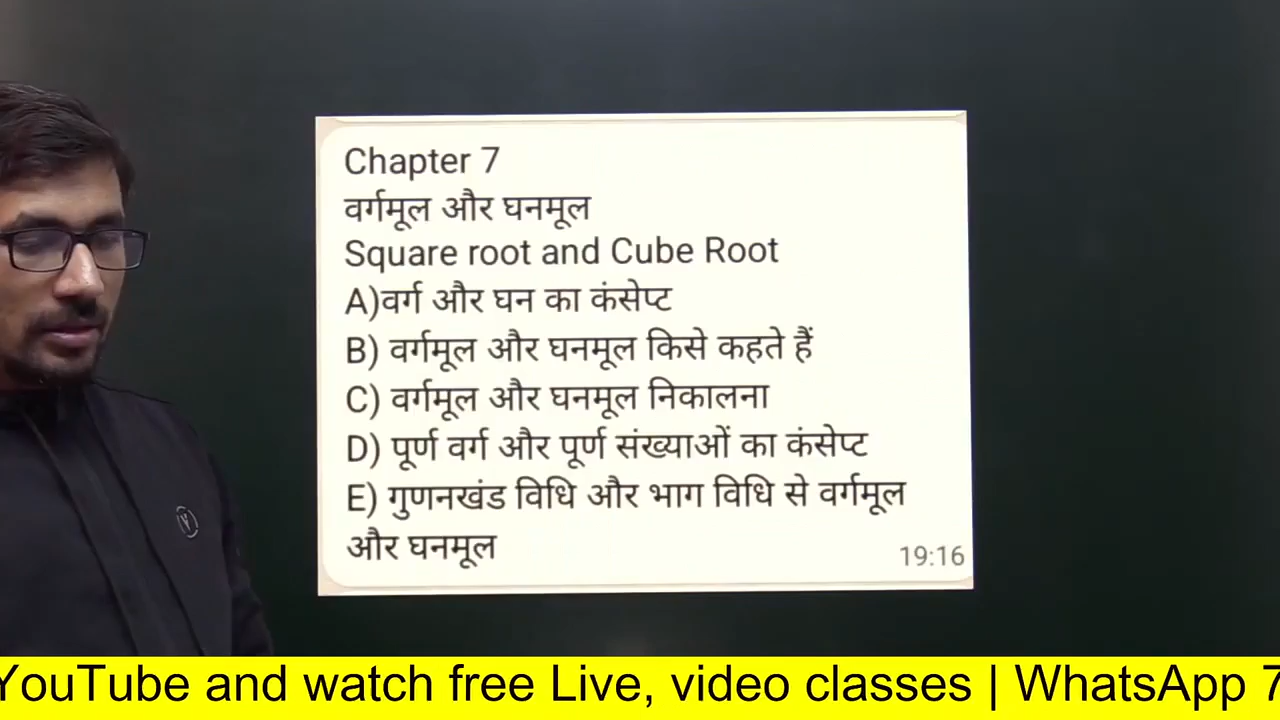 Chapter 7
वर्गमूल और घनमूल
Square root and Cube Root
A)वर्ग और घन का कंसेप्ट
B) वर्गमूल और घनमूल किसे कहते हैं
C) वर्गमूल और घनमूल निकालना
D) पूर्ण वर्ग और पूर्ण संख्याओं का कंसेप्ट
E) गुणनखंड विधि और भाग विधि से वर्गमूल
और घनमूल
19:16
YouTube and watch free Live, video classes | WhatsApp 7